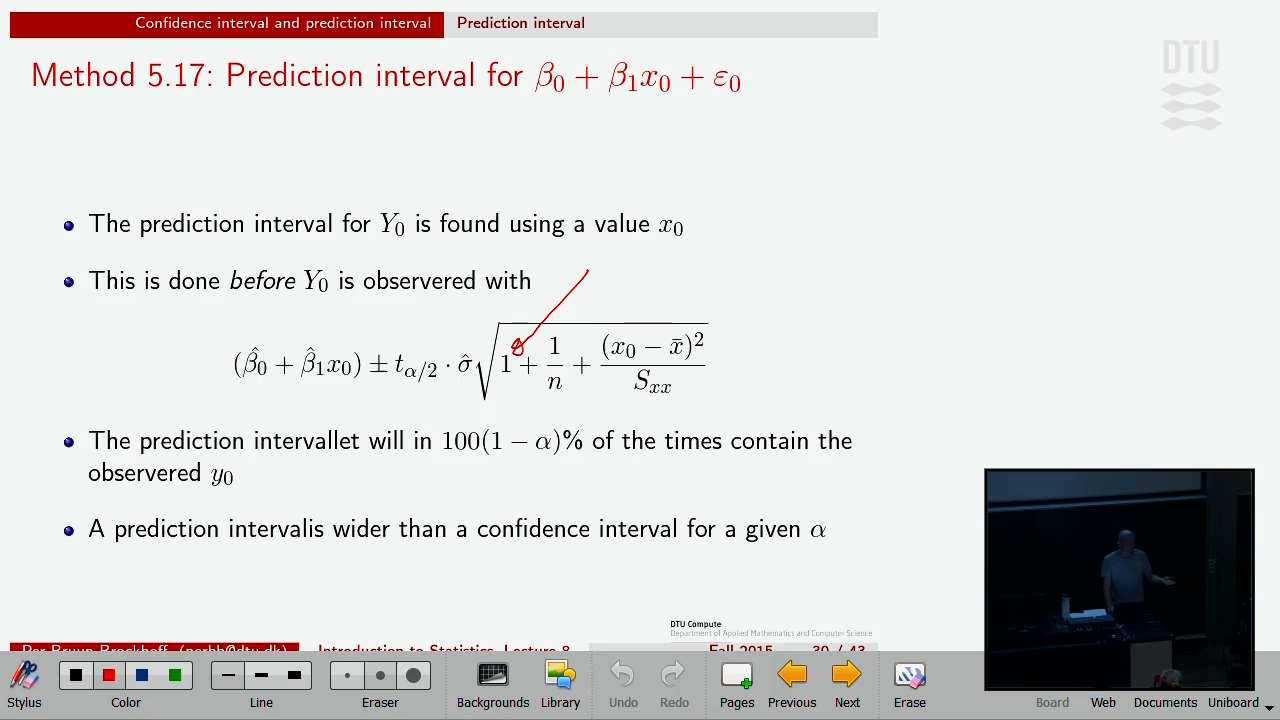 Confidence interval and prediction interval Prediction interval
DTU
Method 5.17: Prediction interval for β₀ + β₁x₀ + ε₀
The prediction interval for Y₀ is found using a value x₀
This is done before Y₀ is observered with
(β̂₀ + β̂₁x₀) ± t_{α/2} · σ̂ √(1 + 1/n + (x₀ − x̄)²/S_{xx})
The prediction intervallet will in 100(1 − α)% of the times contain the
observered y₀
A prediction intervalis wider than a confidence interval for a given α
DTU Compute
Department of Applied Mathematics and Computer Science
Introduction to Statistics, Lecture 8 Fall 2015 30 / 43
Stylus Color Line Eraser Backgrounds Library Undo Redo Pages Previous Next Erase Board Web Documents Uniboard